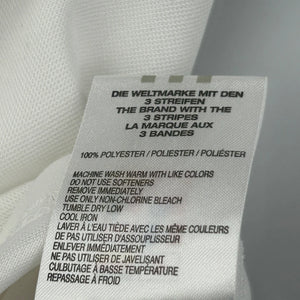 DIE WELTMARKE MIT DEN
3 STREIFEN
THE BRAND WITH THE
3 STRIPES
LA MARQUE AUX
3 BANDES
100% POLYESTER / POLIESTER / POLIÉSTER
MACHINE WASH WARM WITH LIKE COLORS
DO NOT USE SOFTENERS
REMOVE IMMEDIATELY
USE ONLY NON-CHLORINE BLEACH
TUMBLE DRY LOW
COOL IRON
LAVER À L'EAU TIÈDE AVEC LES MÊME COULEURS
NE PAS UTILISER D'ASSOUPLISSEUR
ENLEVER IMMÉDIATEMENT
NE PAS UTILISER DE JAVELISANT
CULBUTAGE À BASSE TEMPÉRATURE
REPASSAGE À FROID